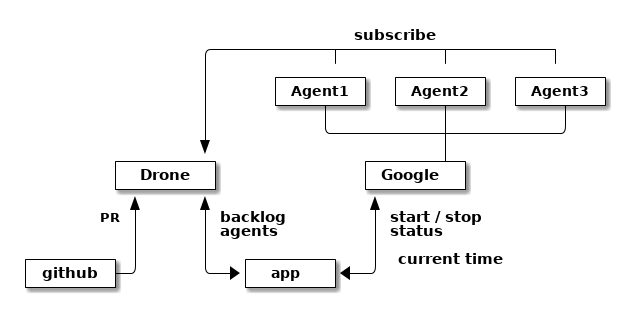 subscribe
Agent1
Agent2
Agent3
Drone
Google
PR
backlog
agents
start / stop
status
current time
github
app